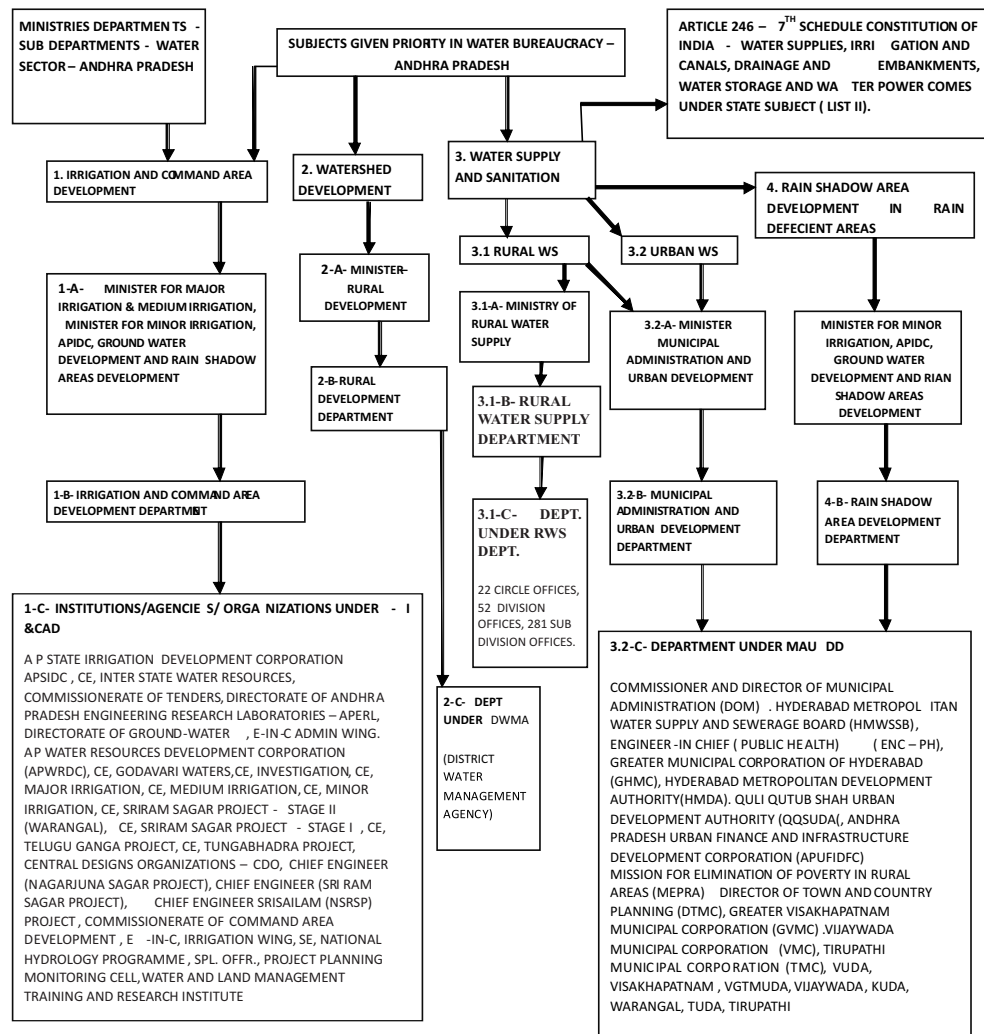 MINISTRIES DEPARTMEN TS -
SUB DEPARTMENTS - WATER
SECTOR – ANDHRA PRADESH
SUBJECTS GIVEN PRIORITY IN WATER BUREAUCRACY –
ANDHRA PRADESH
ARTICLE 246 – 7TH SCHEDULE CONSTITUTION OF
INDIA - WATER SUPPLIES, IRRI GATION AND
CANALS, DRAINAGE AND EMBANKMENTS,
WATER STORAGE AND WA TER POWER COMES
UNDER STATE SUBJECT ( LIST II).
1. IRRIGATION AND COMMAND AREA
DEVELOPMENT
2. WATERSHED
DEVELOPMENT
3. WATER SUPPLY
AND SANITATION
4. RAIN SHADOW AREA
DEVELOPMENT IN RAIN
DEFECIENT AREAS
3.1 RURAL WS
3.2 URBAN WS
1-A- MINISTER FOR MAJOR
IRRIGATION & MEDIUM IRRIGATION,
MINISTER FOR MINOR IRRIGATION,
APIDC, GROUND WATER
DEVELOPMENT AND RAIN SHADOW
AREAS DEVELOPMENT
2-A- MINISTER–
RURAL
DEVELOPMENT
3.1-A- MINISTRY OF
RURAL WATER
SUPPLY
3.2-A- MINISTER
MUNICIPAL
ADMINISTRATION AND
URBAN DEVELOPMENT
MINISTER FOR MINOR
IRRIGATION, APIDC,
GROUND WATER
DEVELOPMENT AND RIAN
SHADOW AREAS
DEVELOPMENT
2-B-RURAL
DEVELOPMENT
DEPARTMENT
3.1-B- RURAL
WATER SUPPLY
DEPARTMENT
1-B- IRRIGATION AND COMMAND AREA
DEVELOPMENT DEPARTMENT
3.1-C- DEPT.
UNDER RWS
DEPT.
22 CIRCLE OFFICES,
52 DIVISION
OFFICES, 281 SUB
DIVISION OFFICES.
3.2-B- MUNICIPAL
ADMINISTRATION AND
URBAN DEVELOPMENT
DEPARTMENT
4-B- RAIN SHADOW
AREA DEVELOPMENT
DEPARTMENT
1-C- INSTITUTIONS/AGENCIE S/ ORGA NIZATIONS UNDER - I
&CAD
A P STATE IRRIGATION DEVELOPMENT CORPORATION
APSIDC , CE, INTER STATE WATER RESOURCES,
COMMISSIONERATE OF TENDERS, DIRECTORATE OF ANDHRA
PRADESH ENGINEERING RESEARCH LABORATORIES – APERL,
DIRECTORATE OF GROUND-WATER , E-IN-C ADMIN WING.
A P WATER RESOURCES DEVELOPMENT CORPORATION
(APWRDC), CE, GODAVARI WATERS,CE, INVESTIGATION, CE,
MAJOR IRRIGATION, CE, MEDIUM IRRIGATION, CE, MINOR
IRRIGATION, CE, SRIRAM SAGAR PROJECT - STAGE II
(WARANGAL), CE, SRIRAM SAGAR PROJECT - STAGE I , CE,
TELUGU GANGA PROJECT, CE, TUNGABHADRA PROJECT,
CENTRAL DESIGNS ORGANIZATIONS – CDO, CHIEF ENGINEER
(NAGARJUNA SAGAR PROJECT), CHIEF ENGINEER (SRI RAM
SAGAR PROJECT), CHIEF ENGINEER SRISAILAM (NSRSP)
PROJECT , COMMISSIONERATE OF COMMAND AREA
DEVELOPMENT , E -IN-C, IRRIGATION WING, SE, NATIONAL
HYDROLOGY PROGRAMME , SPL. OFFR., PROJECT PLANNING
MONITORING CELL, WATER AND LAND MANAGEMENT
TRAINING AND RESEARCH INSTITUTE
2-C- DEPT
UNDER DWMA
(DISTRICT
WATER
MANAGEMENT
AGENCY)
3.2-C- DEPARTMENT UNDER MAU DD
COMMISSIONER AND DIRECTOR OF MUNICIPAL
ADMINISTRATION (DOM) . HYDERABAD METROPOL ITAN
WATER SUPPLY AND SEWERAGE BOARD (HMWSSB),
ENGINEER -IN CHIEF ( PUBLIC HEALTH) ( ENC – PH),
GREATER MUNICIPAL CORPORATION OF HYDERABAD
(GHMC), HYDERABAD METROPOLITAN DEVELOPMENT
AUTHORITY(HMDA). QULI QUTUB SHAH URBAN
DEVELOPMENT AUTHORITY (QQSUDA(, ANDHRA
PRADESH URBAN FINANCE AND INFRASTRUCTURE
DEVELOPMENT CORPORATION (APUFIDFC)
MISSION FOR ELIMINATION OF POVERTY IN RURAL
AREAS (MEPRA) DIRECTOR OF TOWN AND COUNTRY
PLANNING (DTMC), GREATER VISAKHAPATNAM
MUNICIPAL CORPORATION (GVMC) .VIJAYWADA
MUNICIPAL CORPORATION (VMC), TIRUPATHI
MUNICIPAL CORPORATION (TMC), VUDA,
VISAKHAPATNAM , VGTMUDA, VIJAYWADA, KUDA,
WARANGAL, TUDA, TIRUPATHI